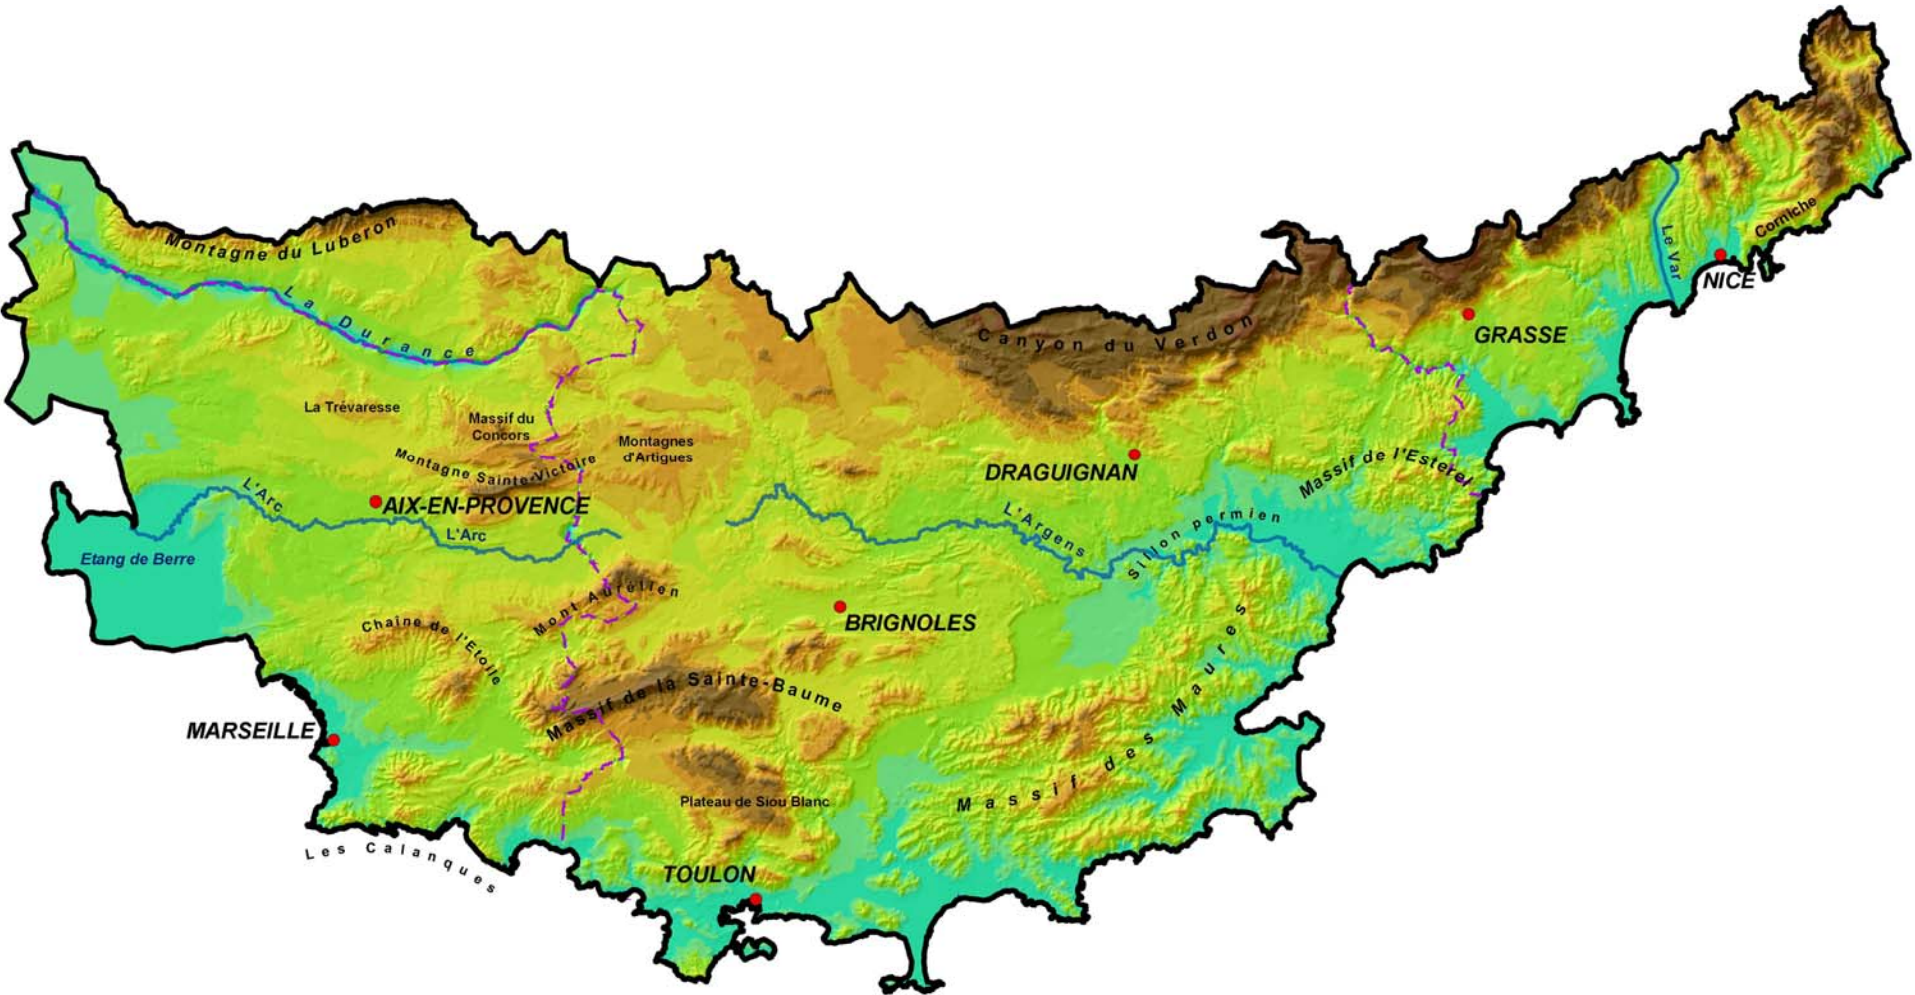 Montagne du Luberon
La Durance
Corniche
Le Var
NICE
Canyon du Verdon
GRASSE
La Trévaresse
Massif du
Concors
Montagnes
d'Artigues
Montagne Sainte-Victoire
DRAGUIGNAN
Massif de l'Esterel
L'Arc
AIX-EN-PROVENCE
L'Arc
L'Argens
Sillon permien
Etang de Berre
Mont Aurélien
Chaîne de l'Etoile
BRIGNOLES
Massif de la Sainte-Baume
MARSEILLE
Massif des Maures
Plateau de Siou Blanc
Les Calanques
TOULON